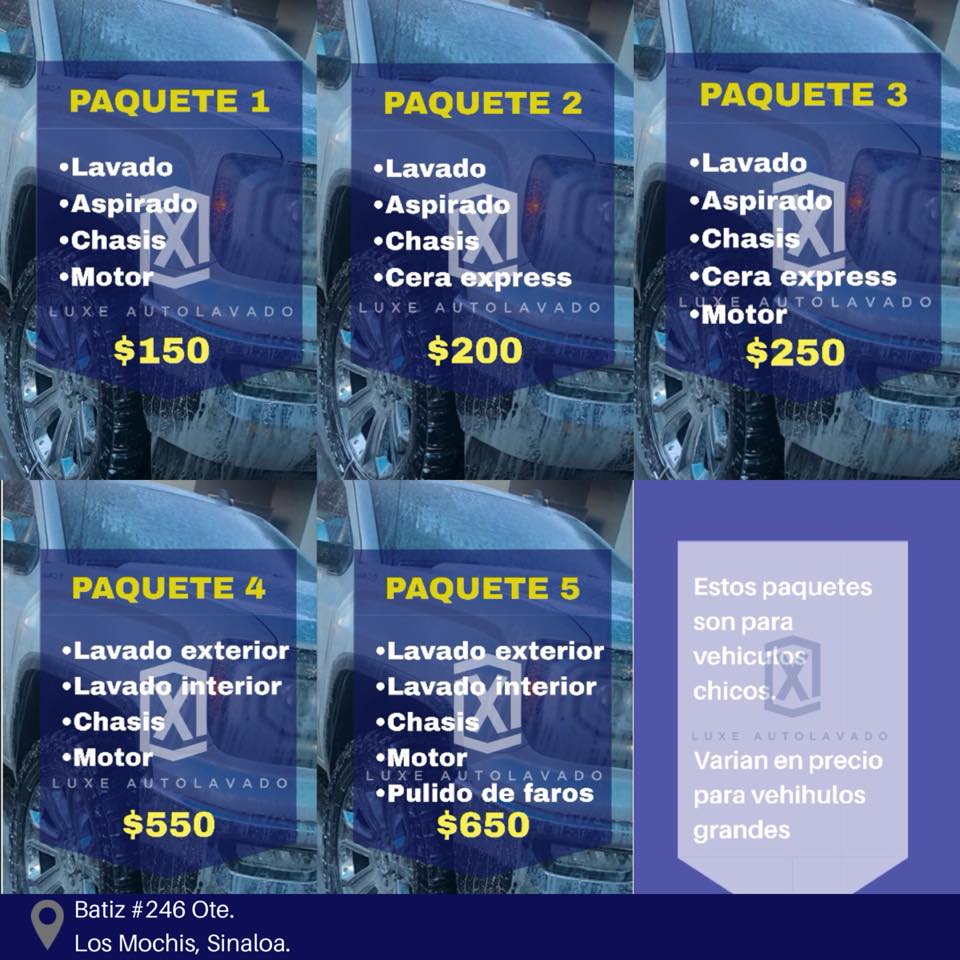 PAQUETE 1
•Lavado
•Aspirado
•Chasis
•Motor
LUXE AUTOLAVADO
$150
PAQUETE 2
•Lavado
•Aspirado
•Chasis
•Cera express
LUXE AUTOLAVADO
$200
PAQUETE 3
•Lavado
•Aspirado
•Chasis
•Cera express
LUXE AUTOLAVADO
•Motor
$250
PAQUETE 4
•Lavado exterior
•Lavado interior
•Chasis
•Motor
LUXE AUTOLAVADO
$550
PAQUETE 5
•Lavado exterior
•Lavado interior
•Chasis
•Motor
LUXE AUTOLAVADO
•Pulido de faros
$650
Estos paquetes
son para
vehiculos
chicos.
LUXE AUTOLAVADO
Varian en precio
para vehihulos
grandes
Batiz #246 Ote.
Los Mochis, Sinaloa.